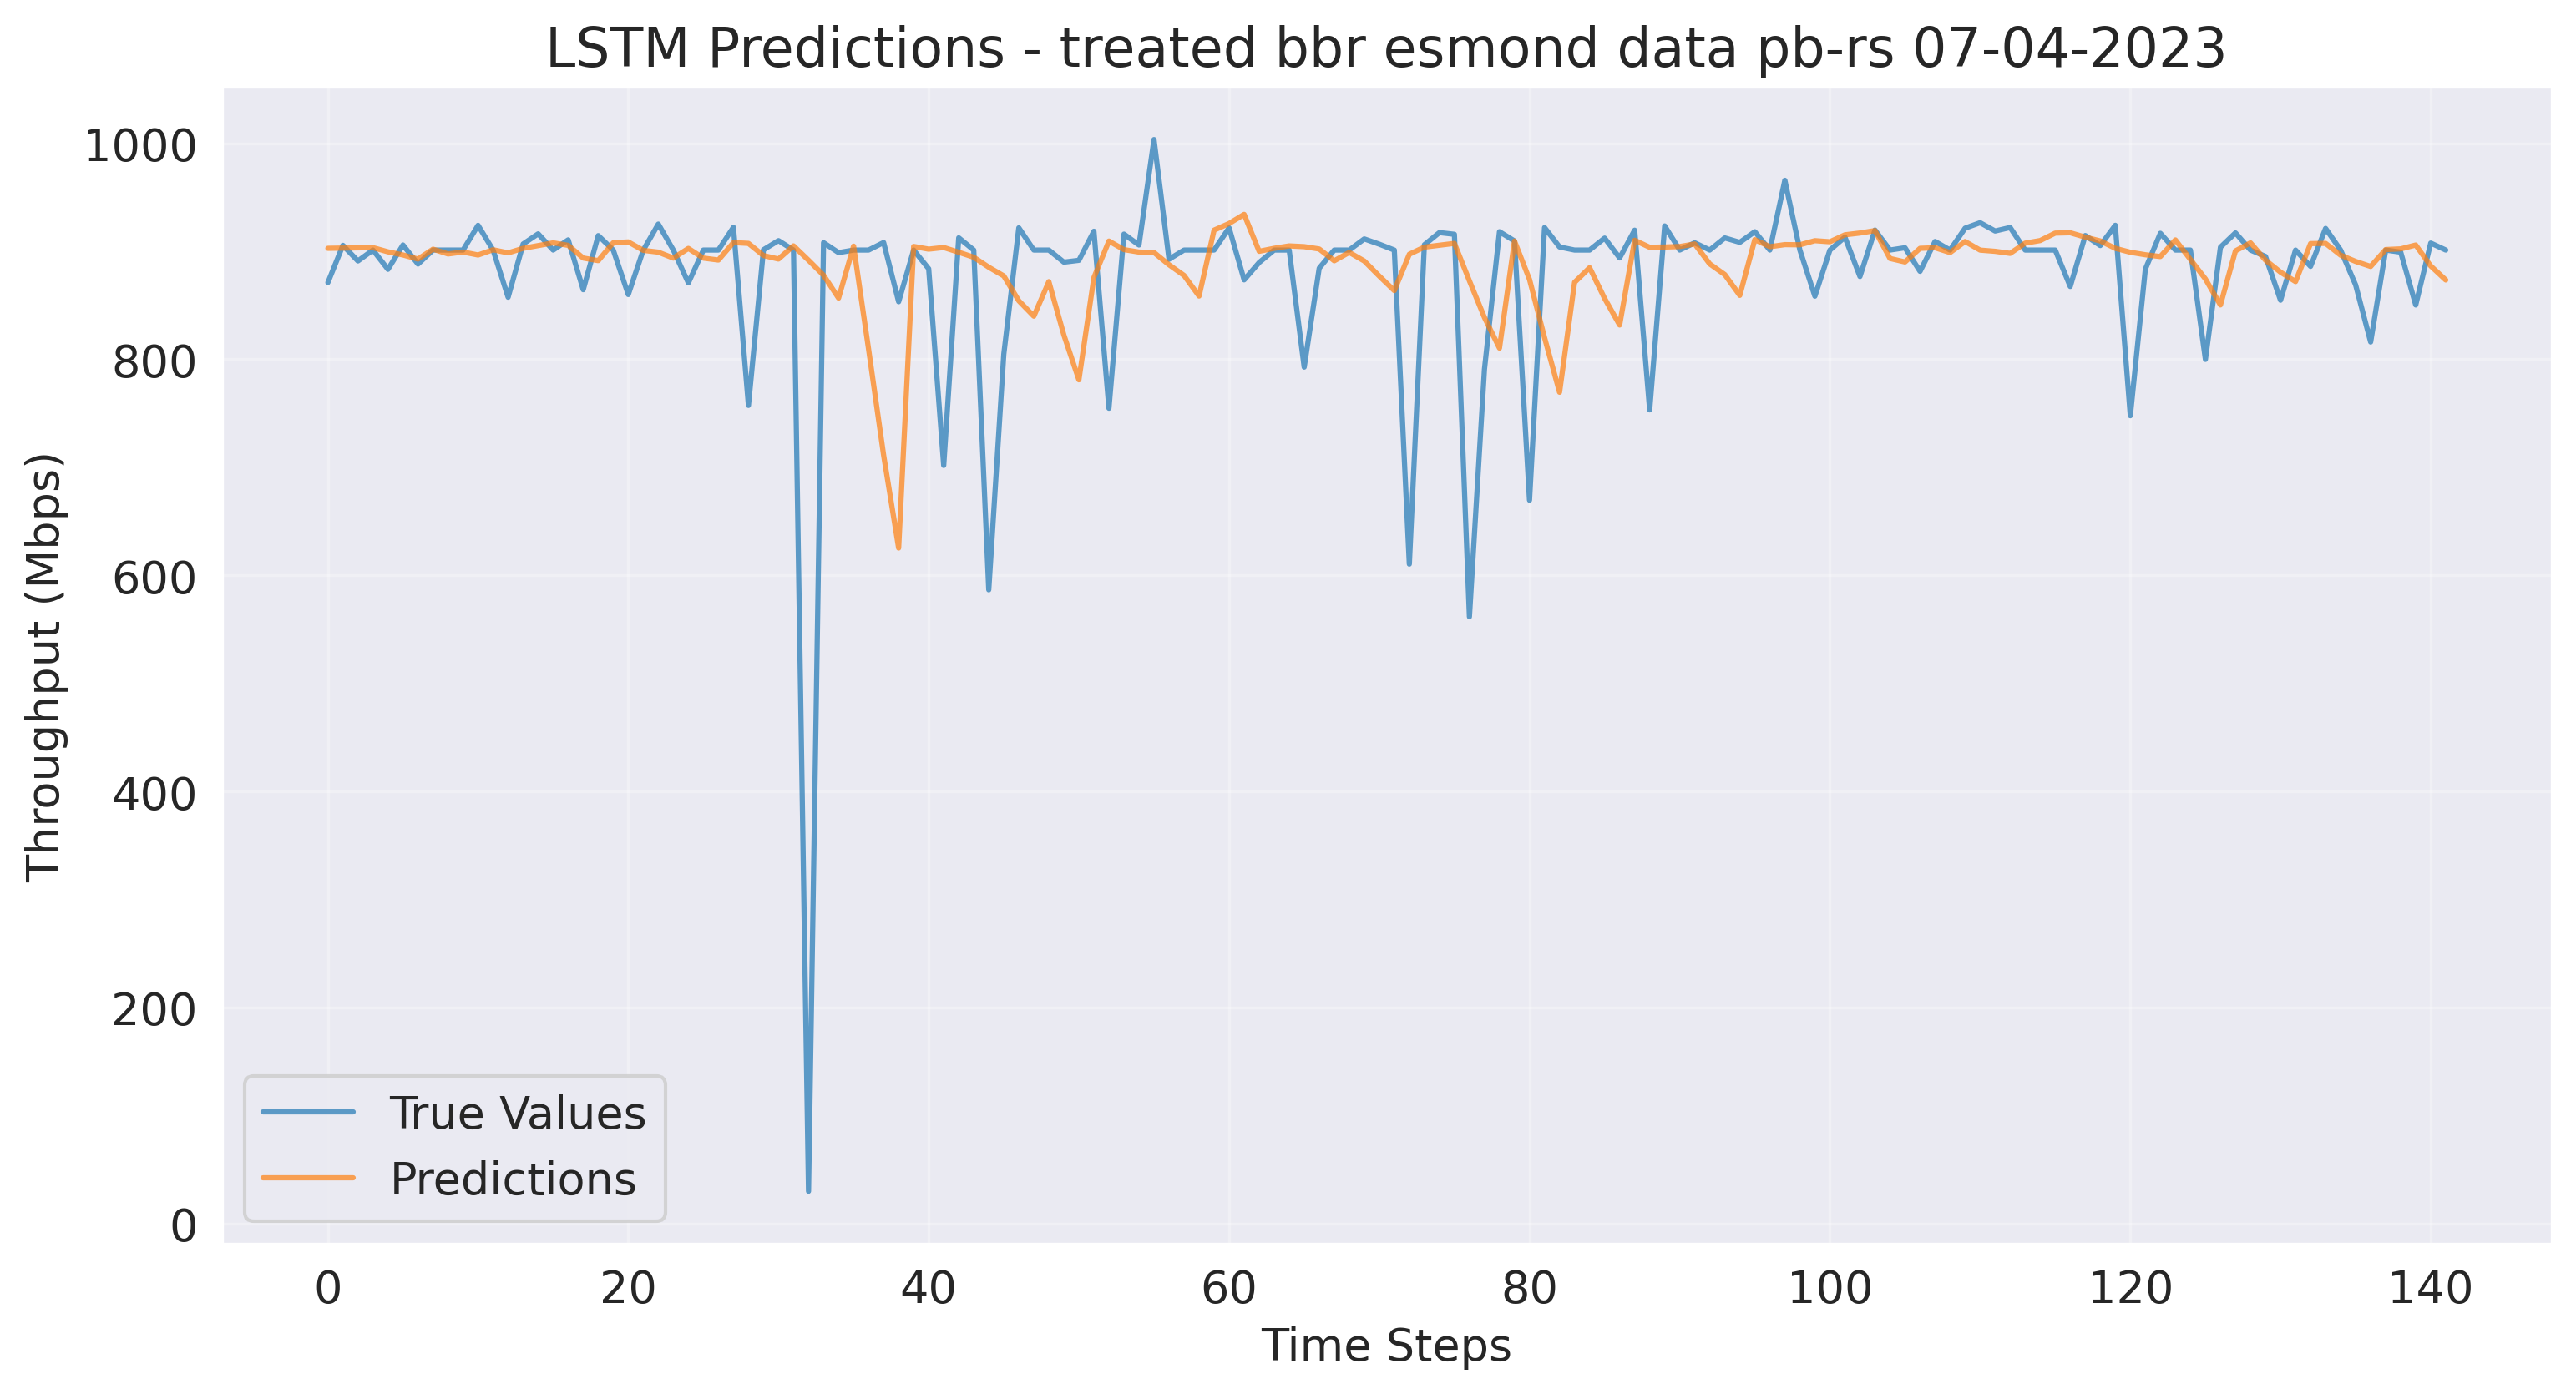 LSTM Predictions - treated bbr esmond data pb-rs 07-04-2023
Throughput (Mbps)
1000
800
600
400
200
0
True Values
Predictions
0 20 40 60 80 100 120 140
Time Steps